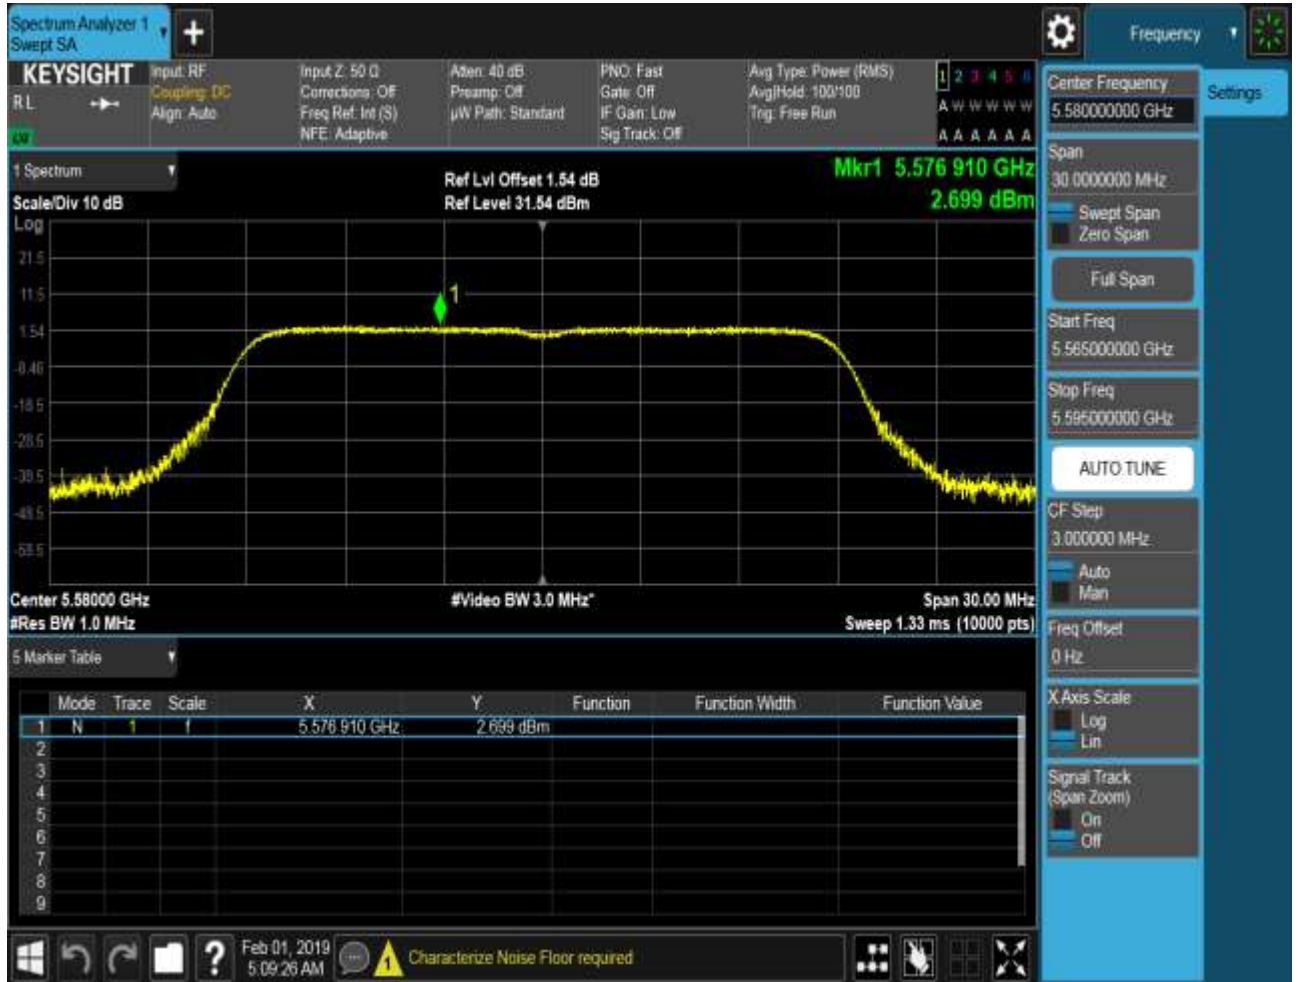 Spectrum Analyzer 1
Swept SA
Frequency
KEYSIGHT
RL
Input: RF
Coupling: DC
Align: Auto
Input Z: 50 Ω
Corrections: Off
Freq Ref: Int (S)
NFE: Adaptive
Atten: 40 dB
Preamp: Off
µW Path: Standard
PNO: Fast
Gate: Off
IF Gain: Low
Sig Track: Off
Avg Type: Power (RMS)
Avg|Hold: 100/100
Trig: Free Run
1 2 3 4 5 6
A W W W W W
A A A A A A
1 Spectrum
Scale/Div 10 dB
Ref Lvl Offset 1.54 dB
Ref Level 31.54 dBm
Mkr1 5.576 910 GHz
2.699 dBm
Log
21.5
11.5
1.54
-8.46
-18.5
-28.5
-38.5
-48.5
-58.5
1
Center 5.58000 GHz
#Res BW 1.0 MHz
#Video BW 3.0 MHz*
Span 30.00 MHz
Sweep 1.33 ms (10000 pts)
5 Marker Table
Mode Trace Scale X Y Function Function Width Function Value
1 N 1 f 5.576 910 GHz 2.699 dBm
2
3
4
5
6
7
8
9
Feb 01, 2019
5:09:26 AM
1
Characterize Noise Floor required
Settings
Center Frequency
5.580000000 GHz
Span
30.0000000 MHz
Swept Span
Zero Span
Full Span
Start Freq
5.565000000 GHz
Stop Freq
5.595000000 GHz
AUTO TUNE
CF Step
3.000000 MHz
Auto
Man
Freq Offset
0 Hz
X Axis Scale
Log
Lin
Signal Track
(Span Zoom)
On
Off